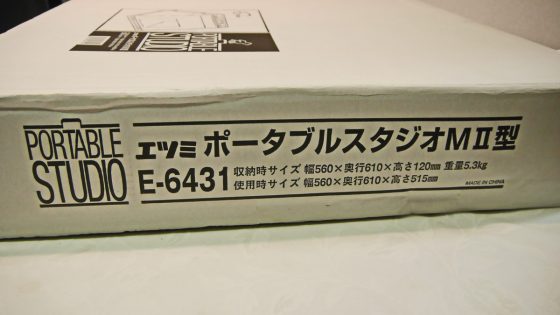 PORTABLE
STUDIO
PORTABLE
STUDIO
エツミ ポータブルスタジオMⅡ型
E-6431
収納時サイズ 幅560×奥行610×高さ120mm 重量5.3kg
使用時サイズ 幅560×奥行610×高さ515mm
MADE IN CHINA